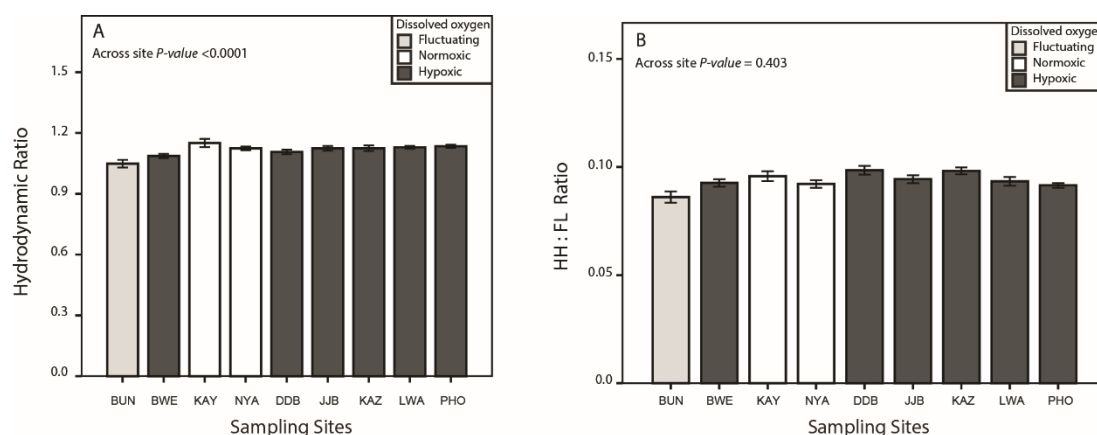 A
Across site P-value <0.0001
Dissolved oxygen
Fluctuating
Normoxic
Hypoxic
Hydrodynamic Ratio
1.5
1.2
0.9
0.6
0.3
0.0
BUN BWE KAY NYA DDB JJB KAZ LWA PHO
Sampling Sites
B
Across site P-value = 0.403
Dissolved oxygen
Fluctuating
Normoxic
Hypoxic
HH : FL Ratio
0.15
0.10
0.05
0.0
BUN BWE KAY NYA DDB JJB KAZ LWA PHO
Sampling Sites